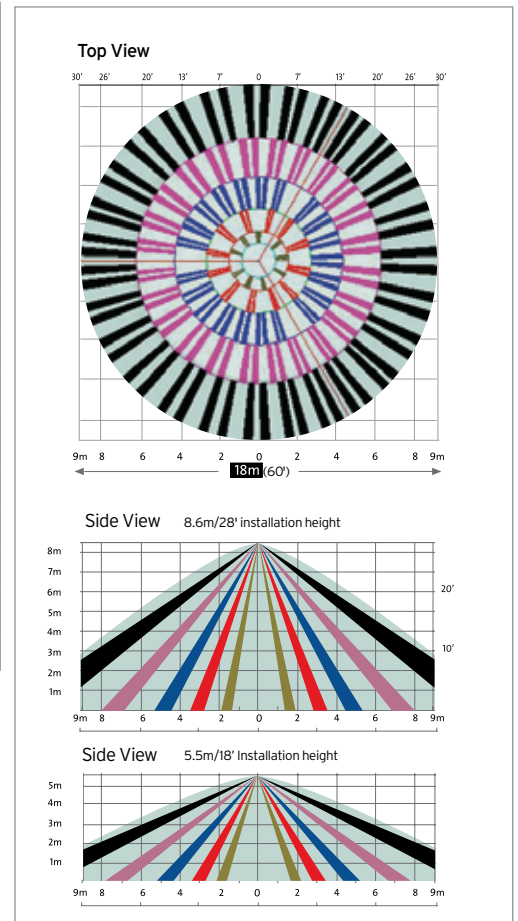 Top View
30' 26' 20' 13' 7' 0 7' 13' 20' 26' 30'
9m 8 6 4 2 0 2 4 6 8 9m
18m (60')
Side View 8.6m/28' installation height
8m
7m
6m
20'
5m
4m
3m
10'
2m
1m
9m 8 6 4 2 0 2 4 6 8 9m
Side View 5.5m/18' Installation height
5m
4m
3m
2m
1m
9m 8 6 4 2 0 2 4 6 8 9m